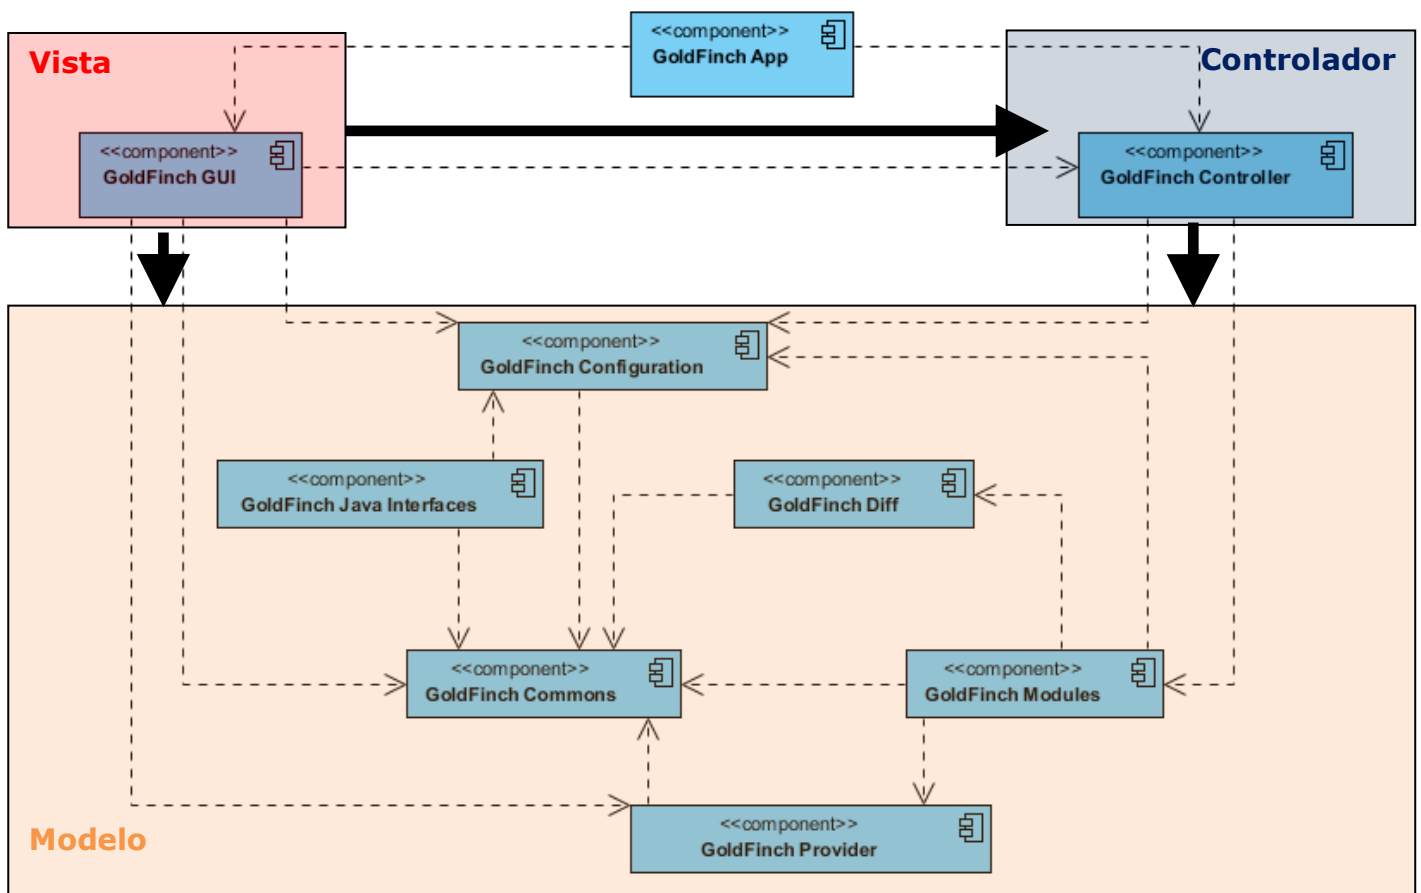 <<component>>
GoldFinch App
Vista
Controlador
<<component>>
GoldFinch GUI
<<component>>
GoldFinch Controller
<<component>>
GoldFinch Configuration
<<component>>
GoldFinch Java Interfaces
<<component>>
GoldFinch Diff
<<component>>
GoldFinch Commons
<<component>>
GoldFinch Modules
<<component>>
GoldFinch Provider
Modelo